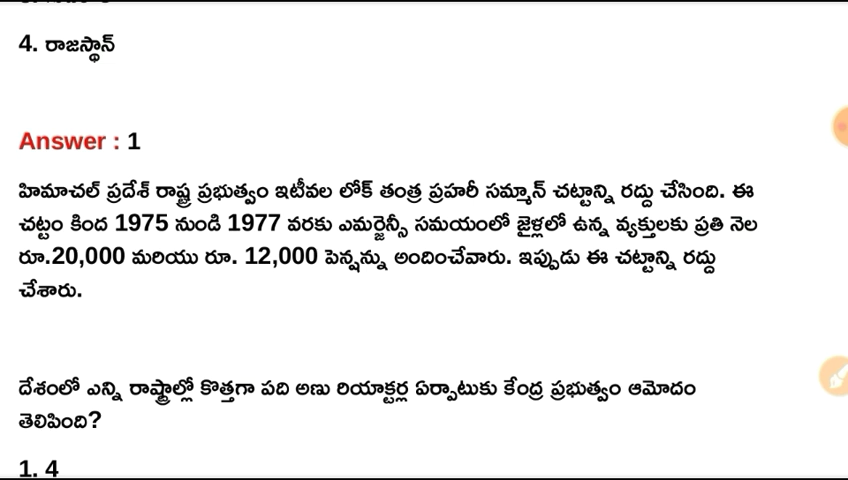 4. రాజస్థాన్
Answer : 1
హిమాచల్ ప్రదేశ్ రాష్ట్ర ప్రభుత్వం ఇటీవల లోక్ తంత్ర ప్రహరీ సమ్మాన్ చట్టాన్ని రద్దు చేసింది. ఈ
చట్టం కింద 1975 నుండి 1977 వరకు ఎమర్జెన్సీ సమయంలో జైళ్లలో ఉన్న వ్యక్తులకు ప్రతి నెల
రూ.20,000 మరియు రూ. 12,000 పెన్షన్ను అందించేవారు. ఇప్పుడు ఈ చట్టాన్ని రద్దు
చేశారు.
దేశంలో ఎన్ని రాష్ట్రాల్లో కొత్తగా పది అణు రియాక్టర్ల ఏర్పాటుకు కేంద్ర ప్రభుత్వం ఆమోదం
తెలిపింది?
1. 4